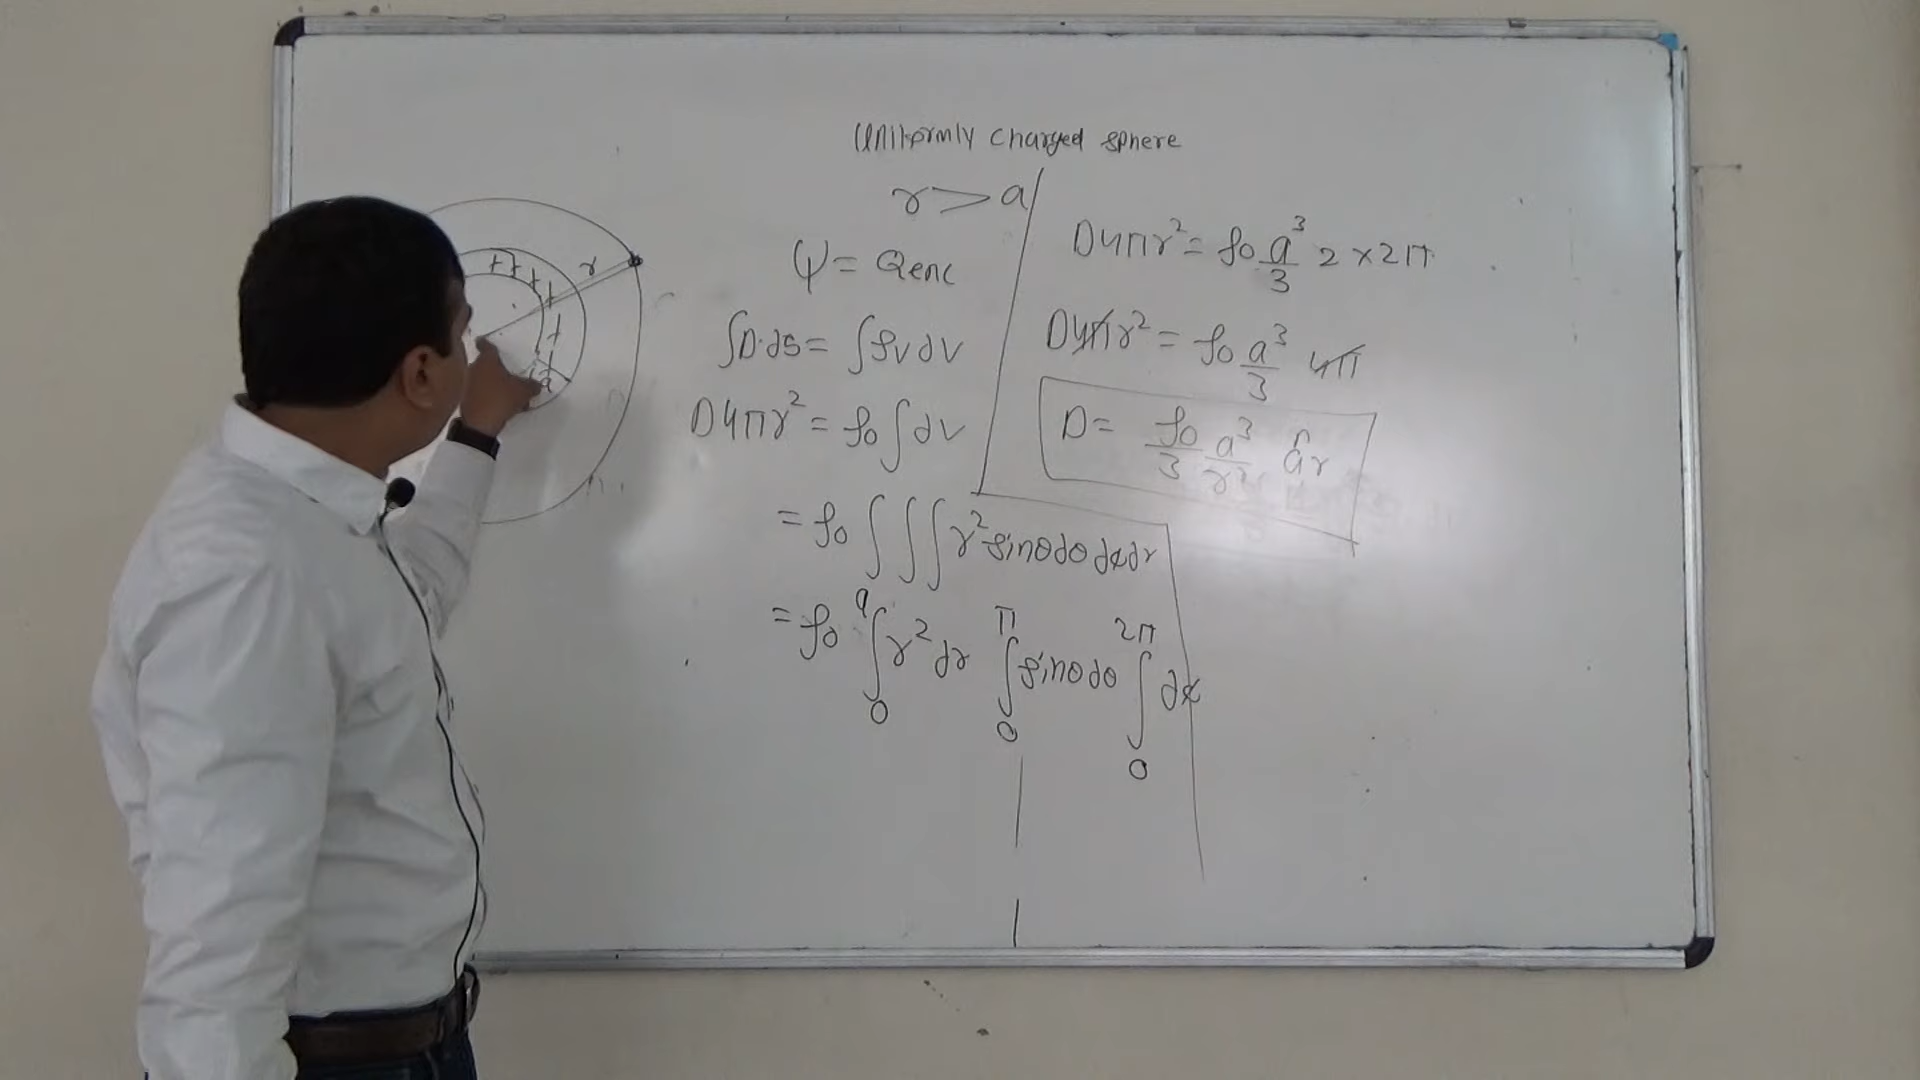 Uniformly charged sphere
r > a
ψ = Qenc
∫D·ds = ∫ρv dv
D4πr² = ρ0 ∫dv
= ρ0 ∫∫∫ r² sinθ dθ dϕ dr
= ρ0 ∫₀ᵃ r² dr ∫₀^π sinθ dθ ∫₀^2π dϕ
D4πr² = ρ0 a³/3 2 × 2π
D4πr² = ρ0 a³/3 4π
D = ρ0/3 a³/r² âr
r
+ + + + + +
a